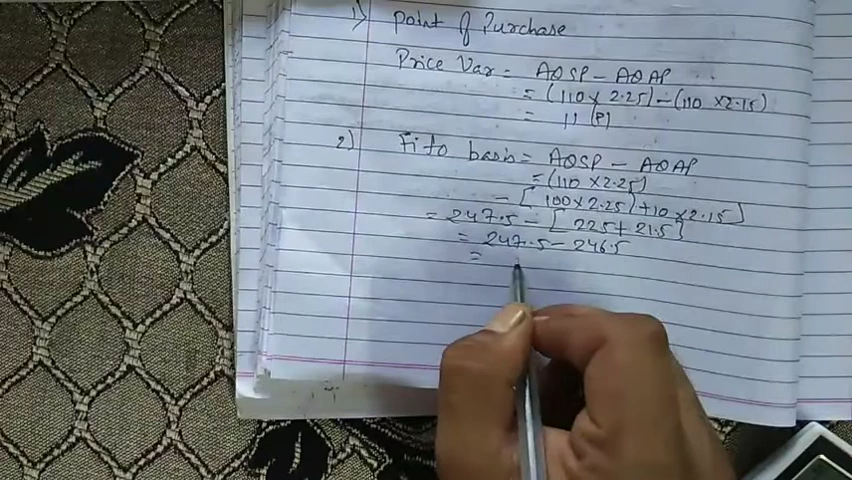 1) Point of Purchase
Price Var = AQSP - AQAP
= (110 x 2.25) - (110 x 2.15)
= 11 (P)
2) Fifo basis = AQSP - AQAP
= (110 x 2.25)
- [100 x 2.25) + 10 x 2.15]
= 247.5 - [225 + 21.5]
= 247.5 - 246.5
=